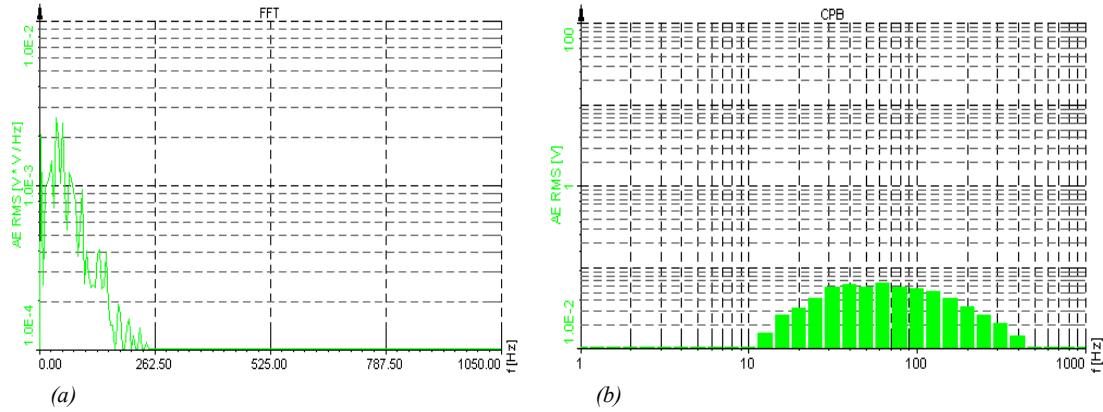 FFT
1.0E-2
1.0E-3
1.0E-4
AE RMS [V* V / Hz]
0.00
262.50
525.00
787.50
1050.00
f [Hz]
(a)
CPB
100
1
1.0E-2
AE RMS [V]
1
10
100
1000
f [Hz]
(b)